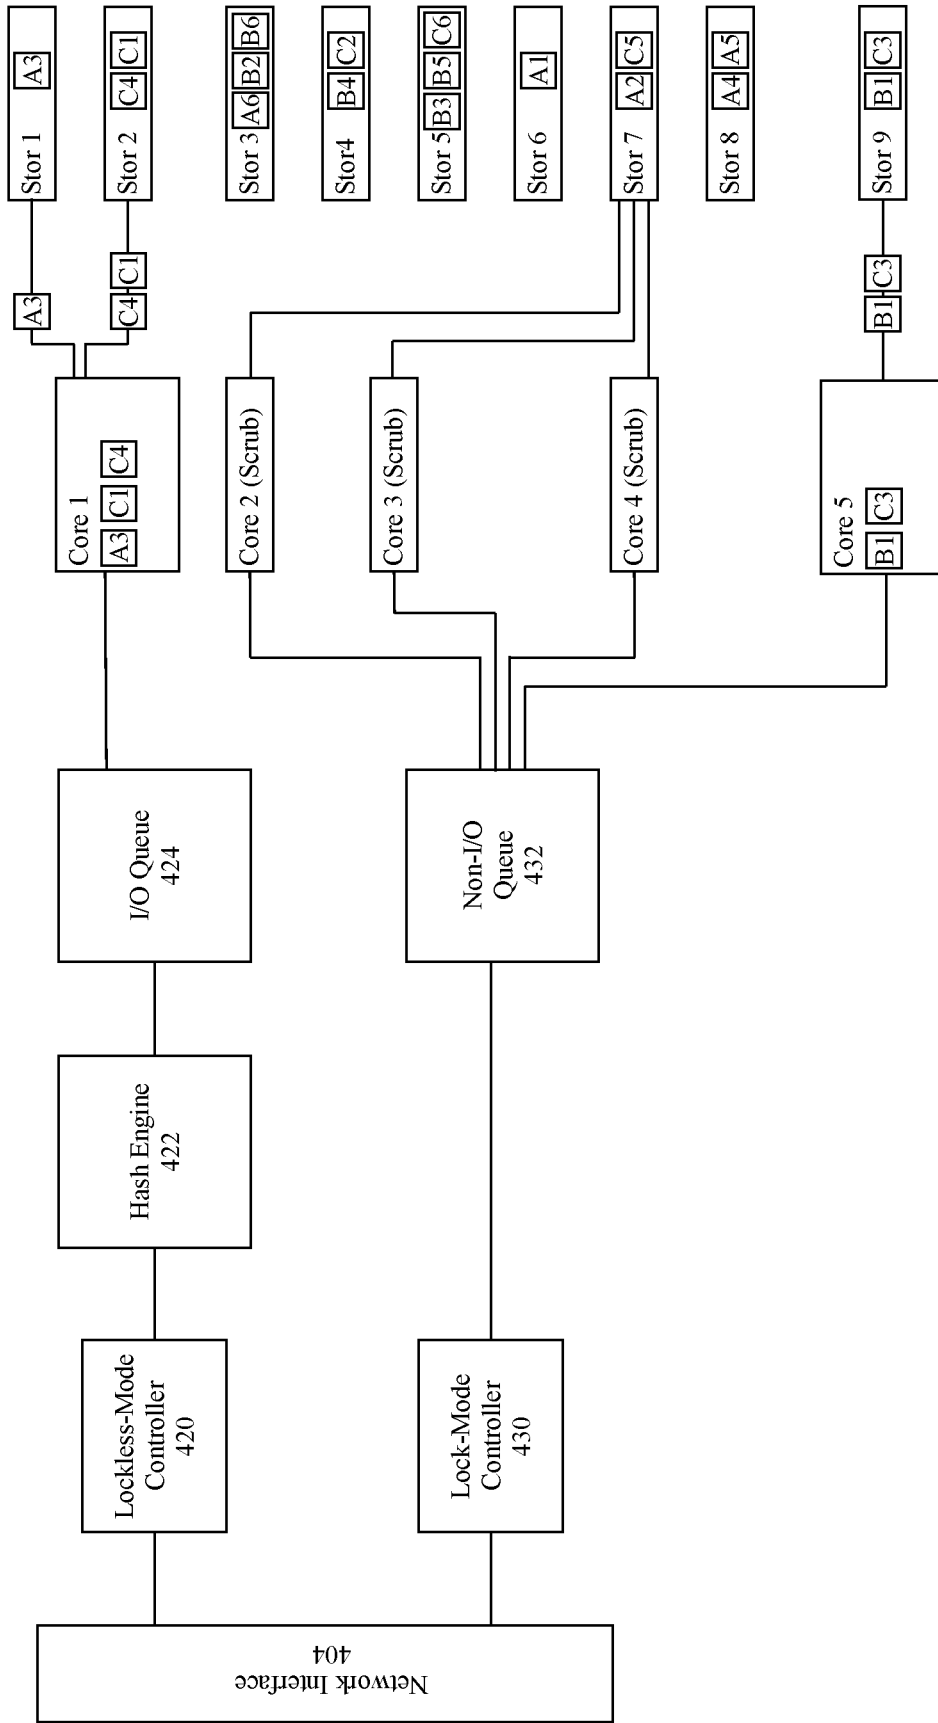 Network Interface
404
Lockless-Mode
Controller
420
Lock-Mode
Controller
430
Hash Engine
422
I/O Queue
424
Non-I/O
Queue
432
Core 1
A3 C1 C4
Core 2 (Scrub)
Core 3 (Scrub)
Core 4 (Scrub)
Core 5
B1 C3
A3
C4 C1
B1 C3
Stor 1 A3
Stor 2 C4 C1
Stor 3 A6 B2 B6
Stor4 B4 C2
Stor 5 B3 B5 C6
Stor 6 A1
Stor 7 A2 C5
Stor 8 A4 A5
Stor 9 B1 C3